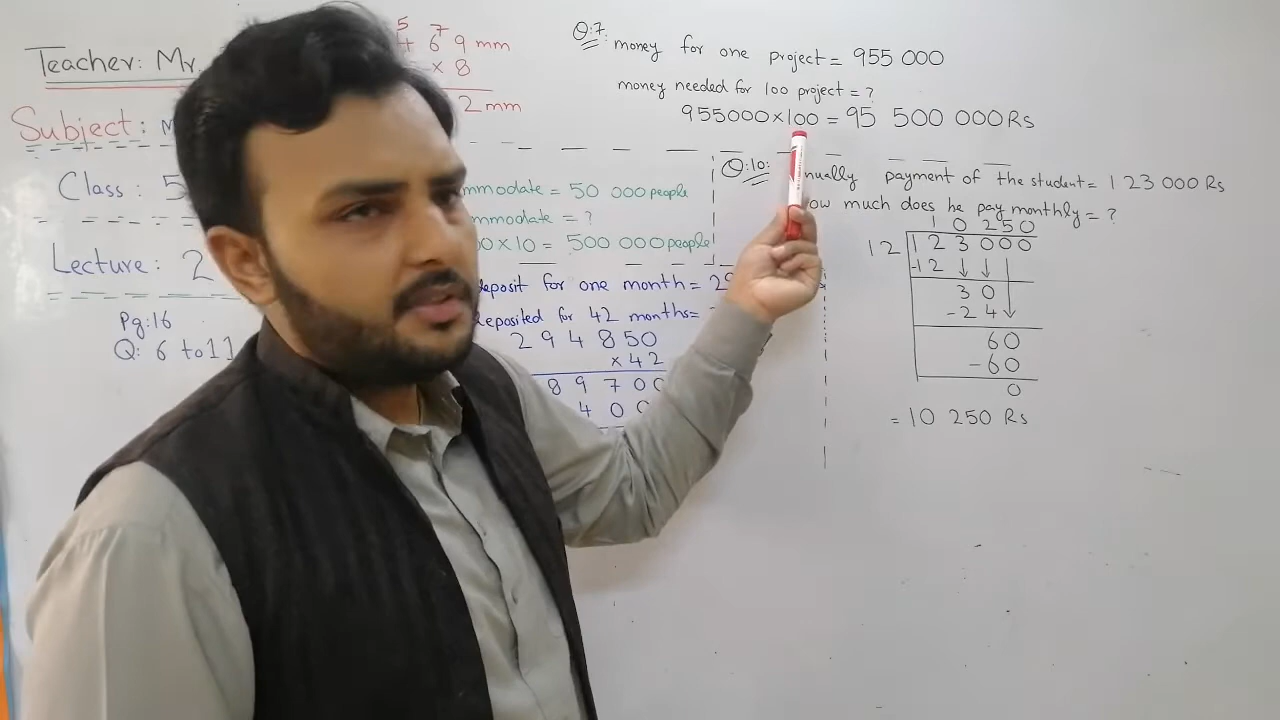 Teacher: Mr.
Subject: M
Class: 5
Lecture: 2
Pg:16
Q: 6 to 11
5 7
4 6 9 mm
× 8
2 mm
Q:7: money for one project = 955 000
money needed for 100 project = ?
955000×100 = 95 500 000 Rs
mmodate = 50 000 people
mmodate = ?
00 × 10 = 500 000 people
deposit for one month = 29
deposited for 42 months =
2 9 4 8 5 0
× 4 2
8 9 7 0 0
4 0 0
Q:10: nually payment of the student = 1 23 000 Rs
ow much does he pay monthly = ?
1 0 2 5 0
12 1 2 3 0 0 0
-1 2
3 0
- 2 4
6 0
- 6 0
0
= 10 250 Rs